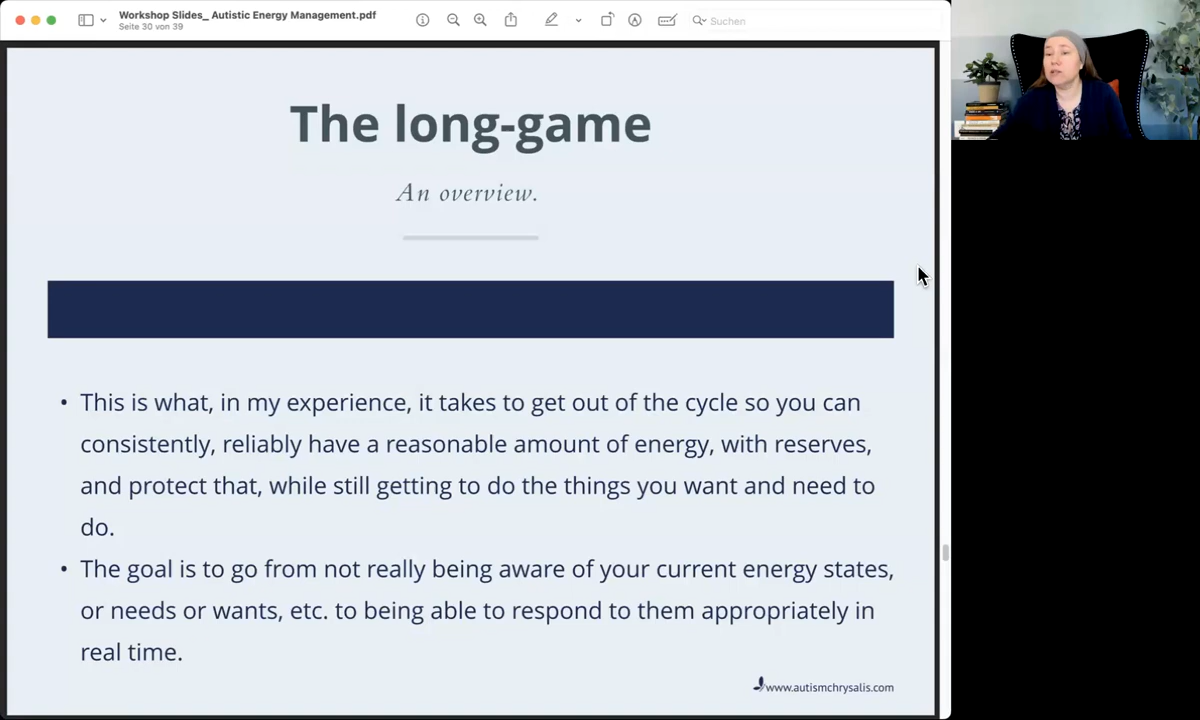 Workshop Slides_ Autistic Energy Management.pdf
Seite 30 von 39
Suchen
The long-game
An overview.
• This is what, in my experience, it takes to get out of the cycle so you can
consistently, reliably have a reasonable amount of energy, with reserves,
and protect that, while still getting to do the things you want and need to
do.
• The goal is to go from not really being aware of your current energy states,
or needs or wants, etc. to being able to respond to them appropriately in
real time.
www.autismchrysalis.com